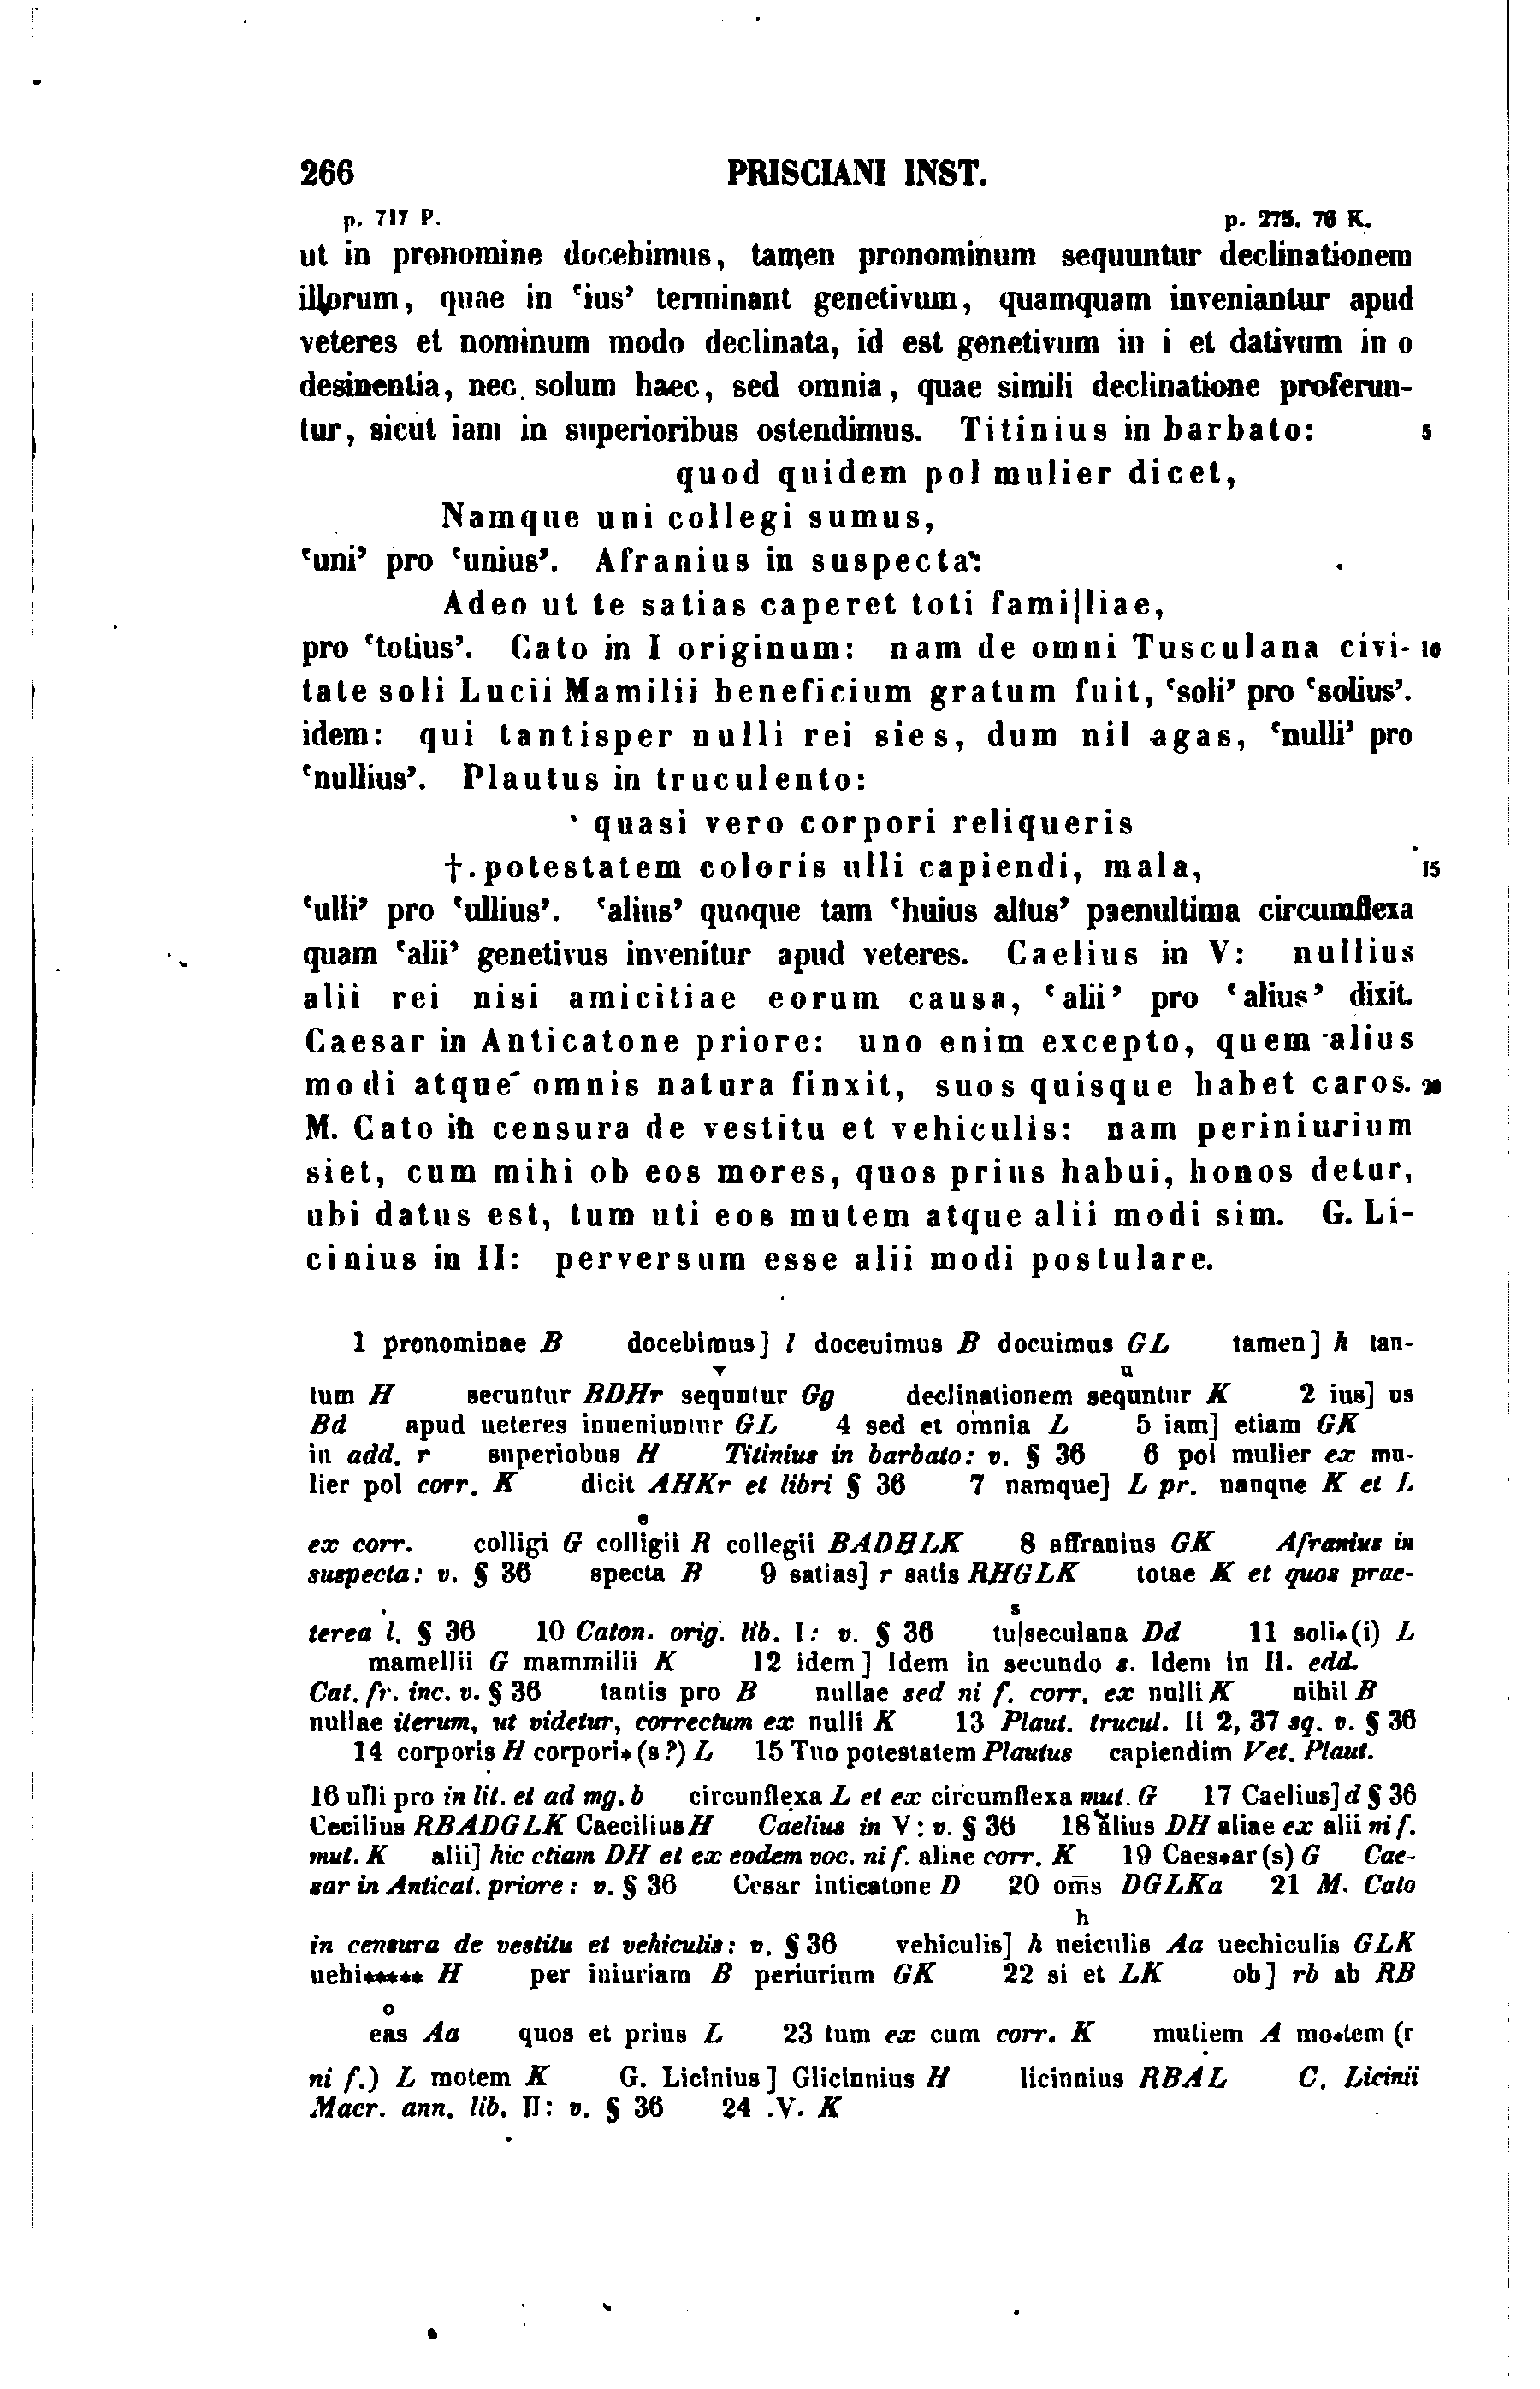 266 PRISCIANI INST.
p. 717 P. p. 275. 76 K.
ut in pronomine docebimus, tamen pronominum sequuntur declinationem
illorum, quae in ‛ius’ terminant genetivum, quamquam inveniantur apud
veteres et nominum modo declinata, id est genetivum in i et dativum in o
desinentia, nec solum haec, sed omnia, quae simili declinatione proferun-
tur, sicut iam in superioribus ostendimus. Titinius in barbato: 5
quod quidem pol mulier dicet,
Namque uni collegi sumus,
‛uni’ pro ‛unius’. Afranius in suspecta:
Adeo ut te satias caperet toti fami|liae,
pro ‛totius’. Cato in I originum: nam de omni Tusculana civi- 10
tate soli Lucii Mamilii beneficium gratum fuit, ‛soli’ pro ‛solius’.
idem: qui tantisper nulli rei sies, dum nil agas, ‛nulli’ pro
‛nullius’. Plautus in truculento:
quasi vero corpori reliqueris
†.potestatem coloris ulli capiendi, mala, 15
‛ulli’ pro ‛ullius’. ‛alius’ quoque tam ‛huius alius’ paenultima circumflexa
quam ‛alii’ genetivus invenitur apud veteres. Caelius in V: nullius
alii rei nisi amicitiae eorum causa, ‛alii’ pro ‛alius’ dixit.
Caesar in Anticatone priore: uno enim excepto, quem alius
modi atque omnis natura finxit, suos quisque habet caros. 20
M. Cato in censura de vestitu et vehiculis: nam periniurium
siet, cum mihi ob eos mores, quos prius habui, honos detur,
ubi datus est, tum uti eos mutem atque alii modi sim. G. Li-
cinius in II: perversum esse alii modi postulare.
1 pronominae B docebimus] l doceuimus B docuimus GL tamen] h tan-
v u
tum H secuntur BDHr sequntur Gg declinationem sequntur K 2 ius] us
Bd apud ueteres inueniuntur GL 4 sed et omnia L 5 iam] etiam GK
in add. r superiobus H Titinius in barbato: v. § 36 6 pol mulier ex mu-
lier pol corr. K dicit AHKr et libri § 36 7 namque] L pr. nanque K et L
e
ex corr. colligi G colligii R collegii BADHLK 8 affranius GK Afranius in
suspecta: v. § 36 specta R 9 satias] r satis RHGLK totae K et quos prae-
s
terea l. § 36 10 Caton. orig. lib. I: v. § 36 tu|seculana Dd 11 soli*(i) L
mamellii G mammilii K 12 idem] Idem in secundo s. Idem in II. edd.
Cat. fr. inc. v. § 36 tantis pro B nullae sed ni f. corr. ex nulli K nihil B
nullae iterum, ut videtur, correctum ex nulli K 13 Plaut. trucul. II 2, 37 sq. v. § 36
14 corporis H corpori*(s?) L 15 Tuo potestatem Plautus capiendim Vet. Plaut.
16 ulli pro in lit. et ad mg. b circunflexa L et ex circumflexa mut. G 17 Caelius] d § 36
Cecilius RBADGLK Caecilius H Caelius in V: v. § 36 18 alius DH aliae ex alii ni f.
mut. K alii] hic etiam DH et ex eodem voc. ni f. aliae corr. K 19 Caes*ar (s) G Cae-
sar in Anticat. priore: v. § 36 Cesar inticatone D 20 om̅s DGLKa 21 M. Cato
h
in censura de vestitu et vehiculis: v. § 36 vehiculis] h neiculis Aa uechiculis GLK
uehi***** H per iniuriam B periurium GK 22 si et LK ob] rb ab RB
o
eas Aa quos et prius L 23 tum ex cum corr. K mutiem A mo*tem (r
ni f.) L motem K G. Licinius] Glicinnius H licinnius RBAL C. Licinii
Macr. ann. lib. II: v. § 36 24 .V. K